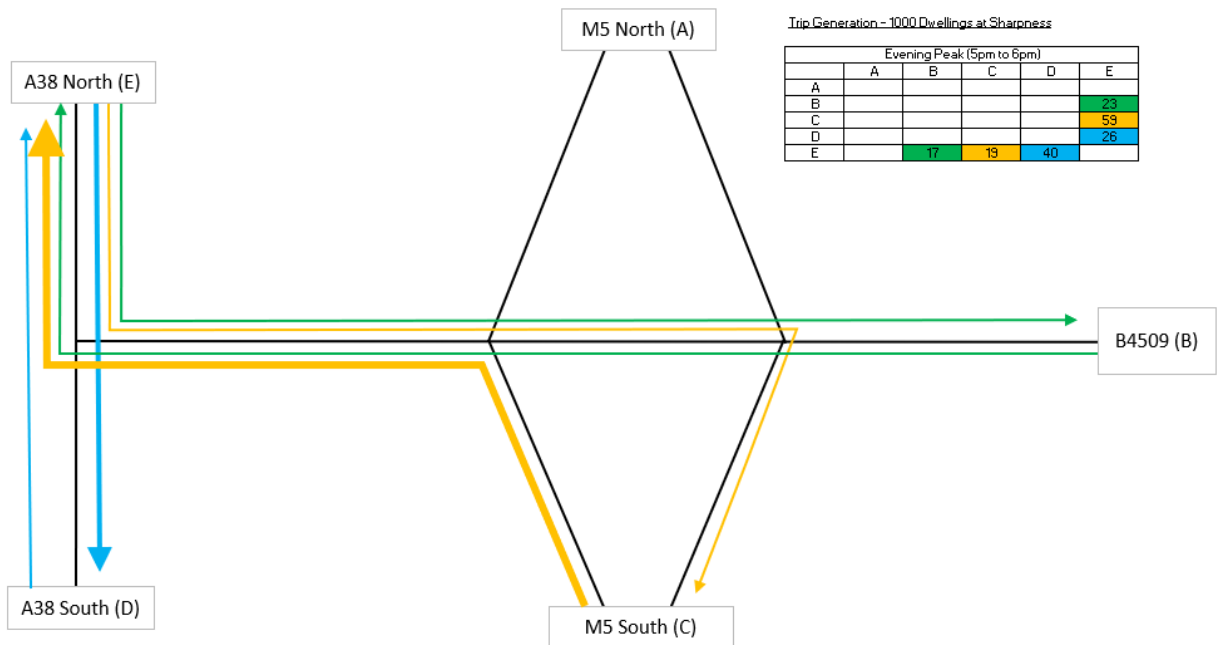 M5 North (A)
Trip Generation - 1000 Dwellings at Sharpness
Evening Peak (5pm to 6pm)
A B C D E
A
B 23
C 59
D 26
E 17 19 40
A38 North (E)
B4509 (B)
A38 South (D)
M5 South (C)